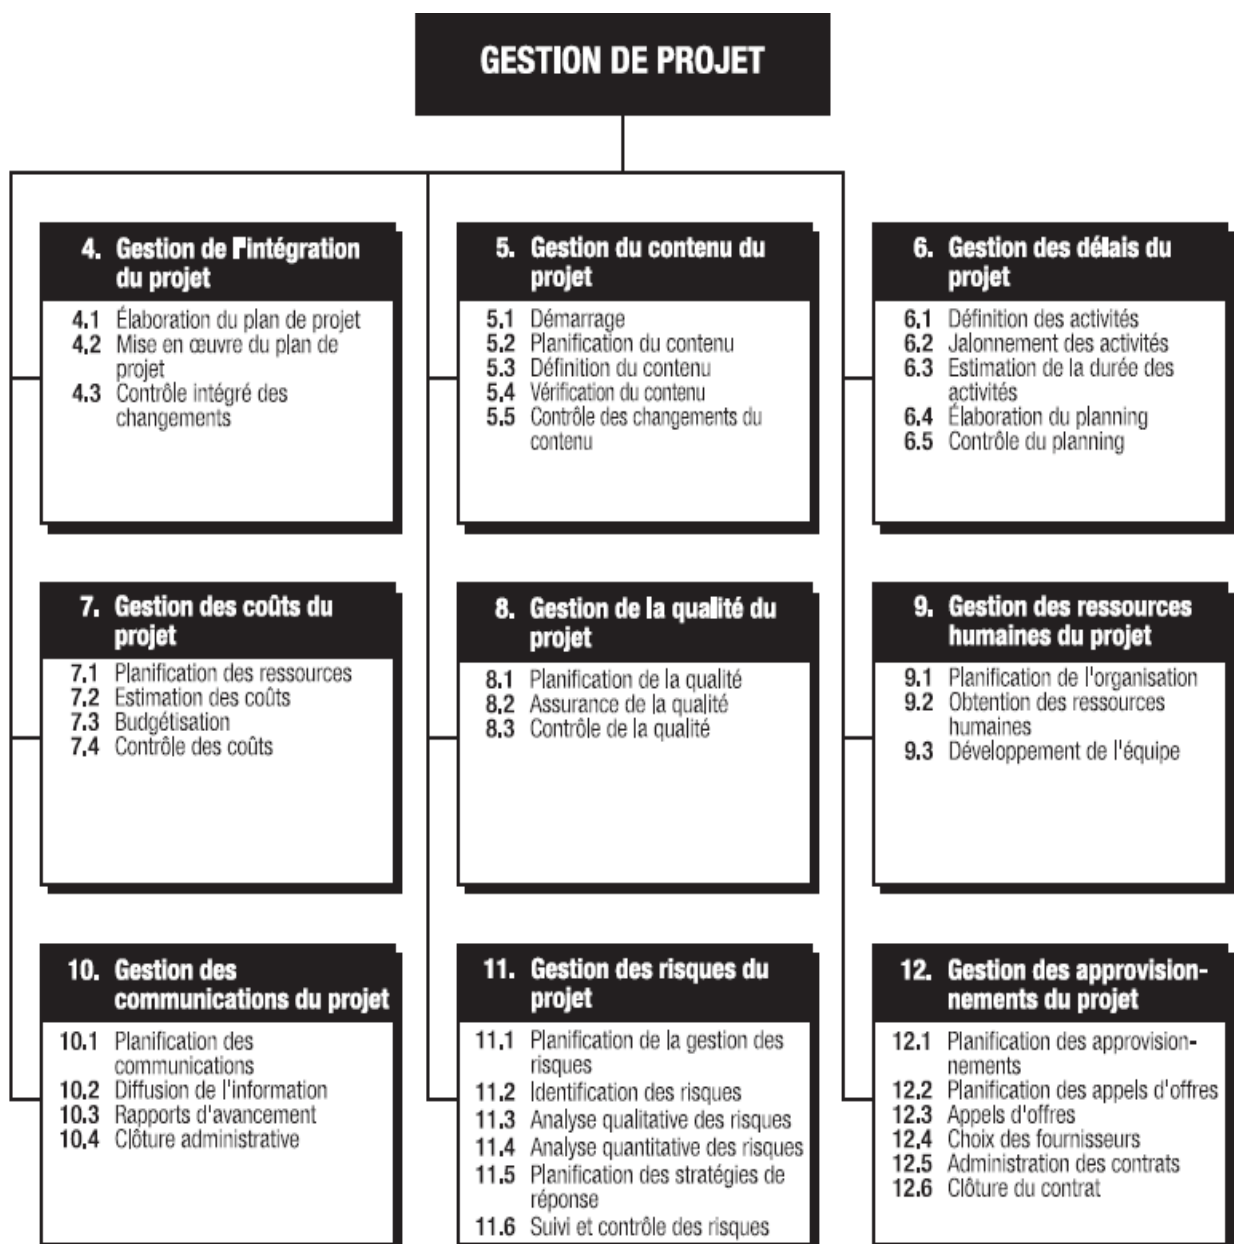 GESTION DE PROJET
4. Gestion de l'intégration
du projet
4.1 Élaboration du plan de projet
4.2 Mise en œuvre du plan de
projet
4.3 Contrôle intégré des
changements
5. Gestion du contenu du
projet
5.1 Démarrage
5.2 Planification du contenu
5.3 Définition du contenu
5.4 Vérification du contenu
5.5 Contrôle des changements du
contenu
6. Gestion des délais du
projet
6.1 Définition des activités
6.2 Jalonnement des activités
6.3 Estimation de la durée des
activités
6.4 Élaboration du planning
6.5 Contrôle du planning
7. Gestion des coûts du
projet
7.1 Planification des ressources
7.2 Estimation des coûts
7.3 Budgétisation
7.4 Contrôle des coûts
8. Gestion de la qualité du
projet
8.1 Planification de la qualité
8.2 Assurance de la qualité
8.3 Contrôle de la qualité
9. Gestion des ressources
humaines du projet
9.1 Planification de l'organisation
9.2 Obtention des ressources
humaines
9.3 Développement de l'équipe
10. Gestion des
communications du projet
10.1 Planification des
communications
10.2 Diffusion de l'information
10.3 Rapports d'avancement
10.4 Clôture administrative
11. Gestion des risques du
projet
11.1 Planification de la gestion des
risques
11.2 Identification des risques
11.3 Analyse qualitative des risques
11.4 Analyse quantitative des risques
11.5 Planification des stratégies de
réponse
11.6 Suivi et contrôle des risques
12. Gestion des approvision-
nements du projet
12.1 Planification des approvision-
nements
12.2 Planification des appels d'offres
12.3 Appels d'offres
12.4 Choix des fournisseurs
12.5 Administration des contrats
12.6 Clôture du contrat